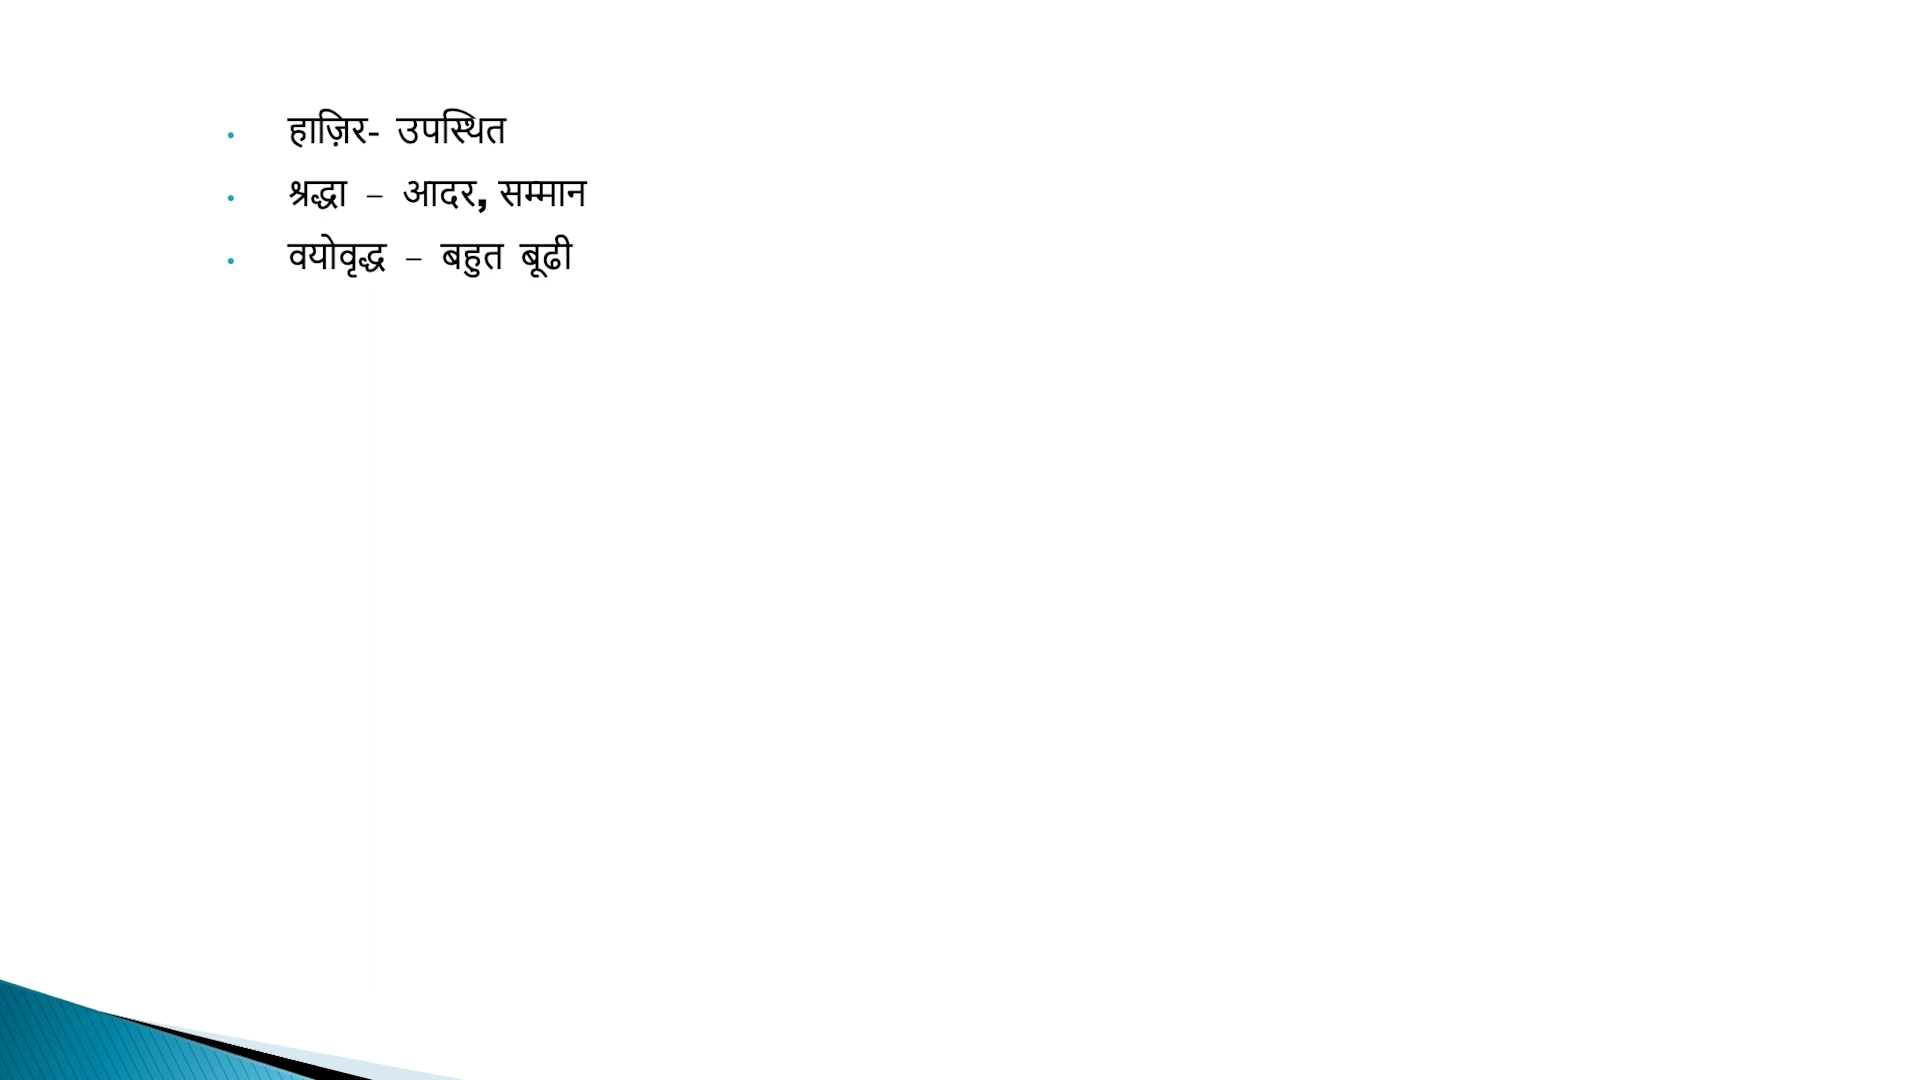 • हाज़िर- उपस्थित
• श्रद्धा – आदर, सम्मान
• वयोवृद्ध – बहुत बूढी